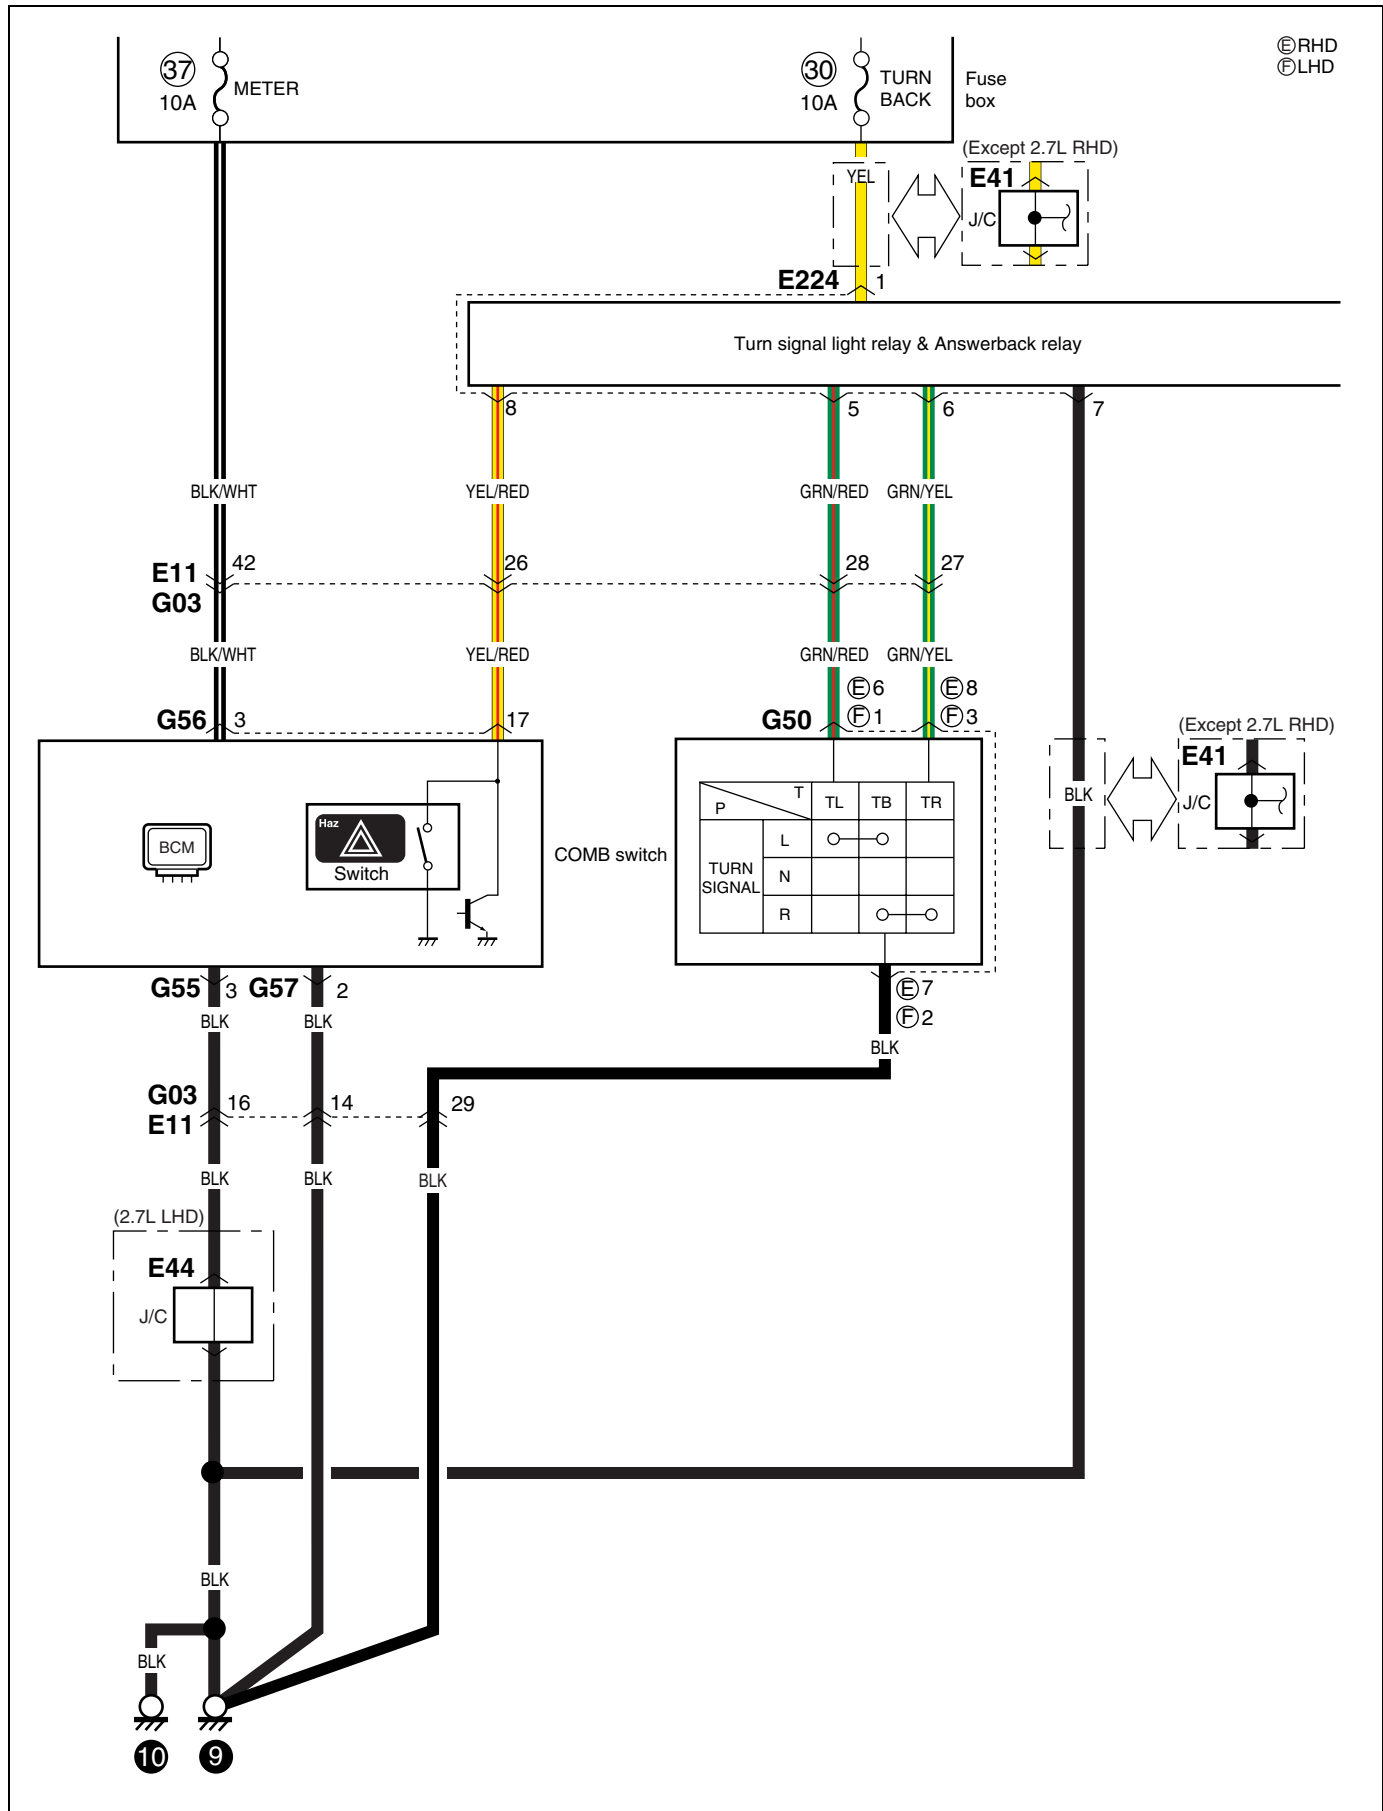 ⒺRHD
ⒻLHD
37
10A
METER
30
10A
TURN
BACK
Fuse
box
(Except 2.7L RHD)
YEL
E41
J/C
E224 1
Turn signal light relay & Answerback relay
8 5 6 7
BLK/WHT YEL/RED GRN/RED GRN/YEL
E11 42 26 28 27
G03
BLK/WHT YEL/RED GRN/RED GRN/YEL
Ⓔ6 Ⓔ8
G56 3 17 G50 Ⓕ1 Ⓕ3
(Except 2.7L RHD)
E41
BLK
J/C
BCM
Haz
Switch
COMB switch
T
P
TL TB TR
TURN
SIGNAL
L
N
R
G55 3 G57 2
Ⓔ7
Ⓕ2
BLK BLK
BLK
G03 16 14 29
E11
BLK BLK BLK
(2.7L LHD)
E44
J/C
BLK
BLK
10 9